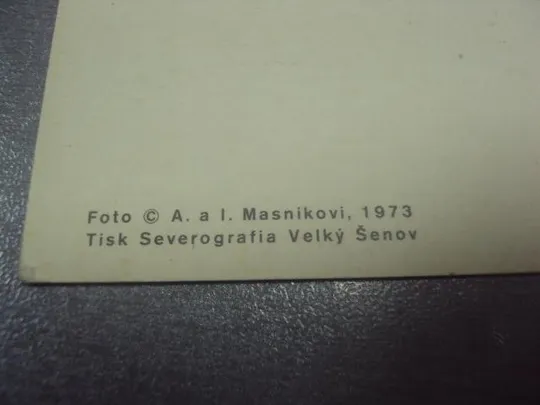 Foto © A. a I. Masnikovi, 1973
Tisk Severografia Velký Šenov